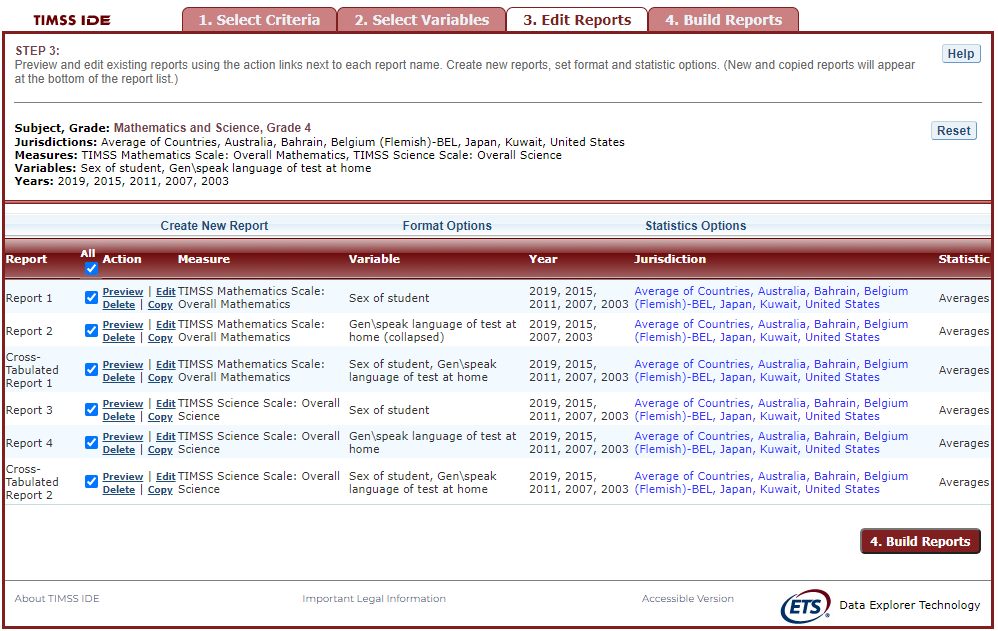 TIMSS IDE
1. Select Criteria
2. Select Variables
3. Edit Reports
4. Build Reports
STEP 3:
Preview and edit existing reports using the action links next to each report name. Create new reports, set format and statistic options. (New and copied reports will appear
at the bottom of the report list.)
Help
Subject, Grade: Mathematics and Science, Grade 4
Jurisdictions: Average of Countries, Australia, Bahrain, Belgium (Flemish)-BEL, Japan, Kuwait, United States
Measures: TIMSS Mathematics Scale: Overall Mathematics, TIMSS Science Scale: Overall Science
Variables: Sex of student, Gen\speak language of test at home
Years: 2019, 2015, 2011, 2007, 2003
Reset
Create New Report Format Options Statistics Options
Report All Action Measure Variable Year Jurisdiction Statistic
Report 1
Preview | Edit
Delete | Copy
TIMSS Mathematics Scale:
Overall Mathematics
Sex of student
2019, 2015,
2011, 2007, 2003
Average of Countries, Australia, Bahrain, Belgium
(Flemish)-BEL, Japan, Kuwait, United States
Averages
Report 2
Preview | Edit
Delete | Copy
TIMSS Mathematics Scale:
Overall Mathematics
Gen\speak language of test at
home (collapsed)
2019, 2015,
2007, 2003
Average of Countries, Australia, Bahrain, Belgium
(Flemish)-BEL, Japan, Kuwait, United States
Averages
Cross-
Tabulated
Report 1
Preview | Edit
Delete | Copy
TIMSS Mathematics Scale:
Overall Mathematics
Sex of student, Gen\speak
language of test at home
2019, 2015,
2011, 2007, 2003
Average of Countries, Australia, Bahrain, Belgium
(Flemish)-BEL, Japan, Kuwait, United States
Averages
Report 3
Preview | Edit
Delete | Copy
TIMSS Science Scale: Overall
Science
Sex of student
2019, 2015,
2011, 2007, 2003
Average of Countries, Australia, Bahrain, Belgium
(Flemish)-BEL, Japan, Kuwait, United States
Averages
Report 4
Preview | Edit
Delete | Copy
TIMSS Science Scale: Overall
Science
Gen\speak language of test at
home
2019, 2015,
2011, 2007, 2003
Average of Countries, Australia, Bahrain, Belgium
(Flemish)-BEL, Japan, Kuwait, United States
Averages
Cross-
Tabulated
Report 2
Preview | Edit
Delete | Copy
TIMSS Science Scale: Overall
Science
Sex of student, Gen\speak
language of test at home
2019, 2015,
2011, 2007, 2003
Average of Countries, Australia, Bahrain, Belgium
(Flemish)-BEL, Japan, Kuwait, United States
Averages
4. Build Reports
About TIMSS IDE
Important Legal Information
Accessible Version
ETS® Data Explorer Technology